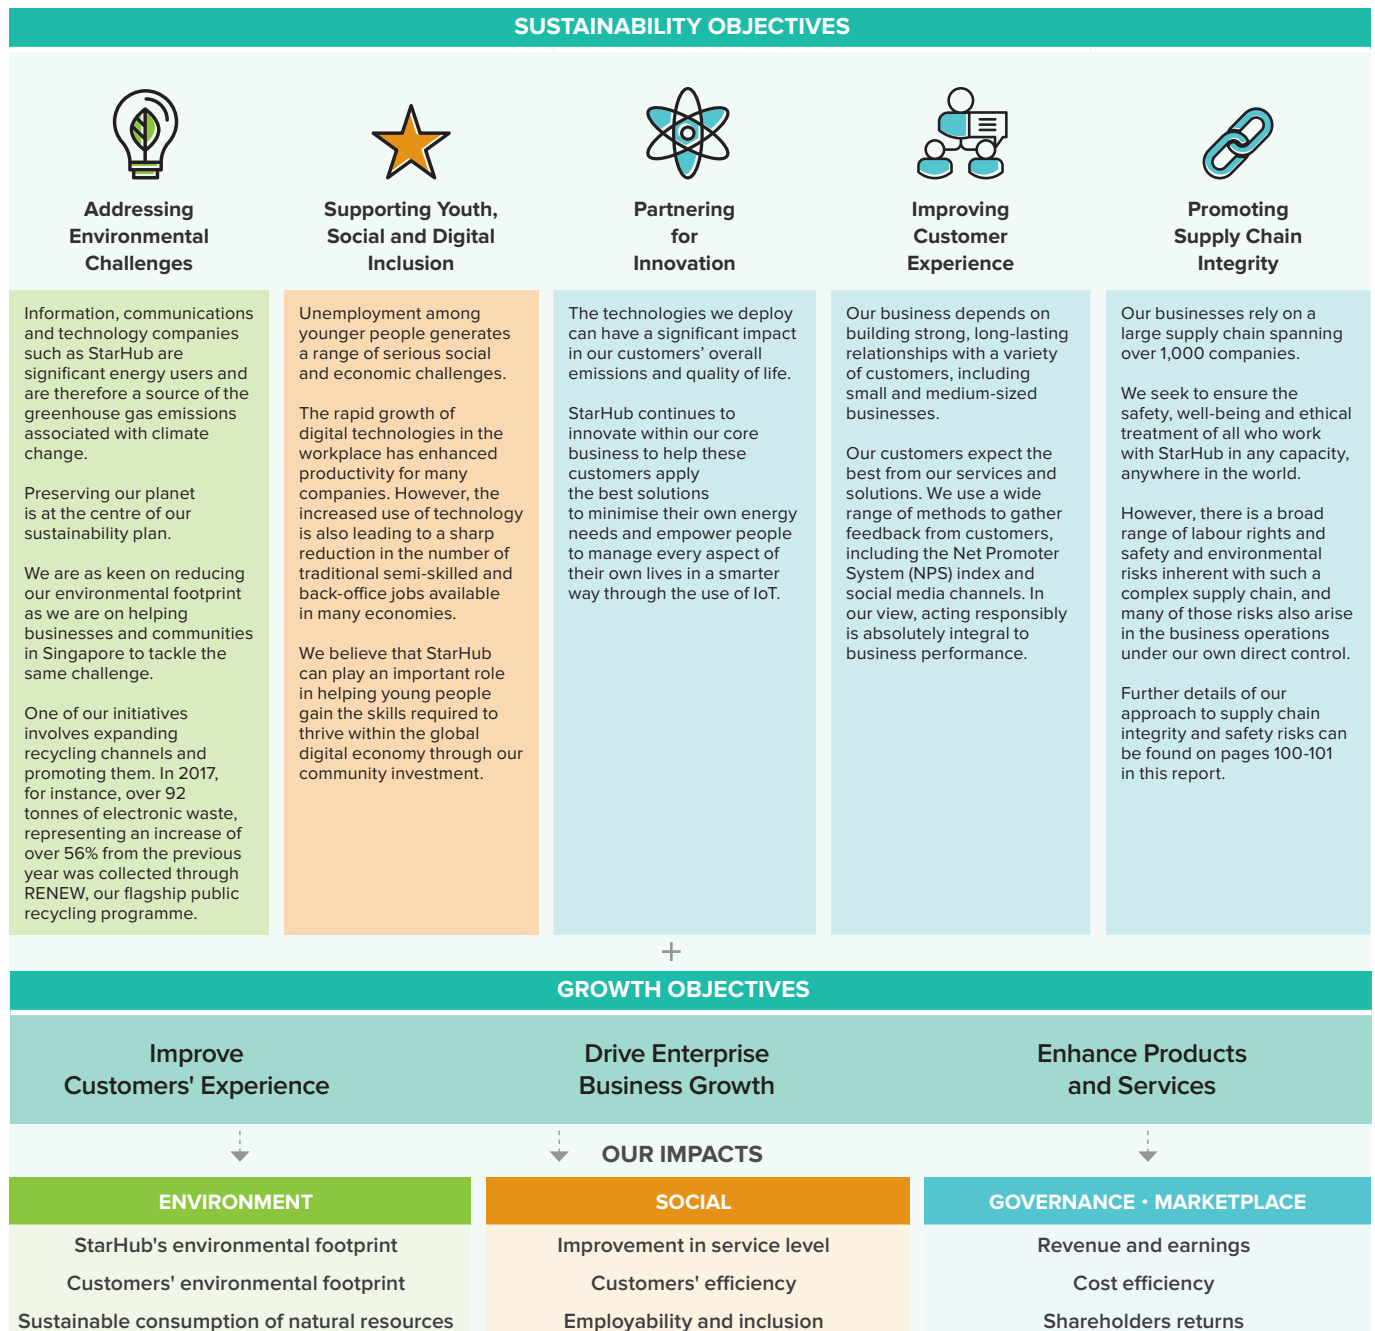 SUSTAINABILITY OBJECTIVES
Addressing
Environmental
Challenges
Information, communications
and technology companies
such as StarHub are
significant energy users and
are therefore a source of the
greenhouse gas emissions
associated with climate
change.
Preserving our planet
is at the centre of our
sustainability plan.
We are as keen on reducing
our environmental footprint
as we are on helping
businesses and communities
in Singapore to tackle the
same challenge.
One of our initiatives
involves expanding
recycling channels and
promoting them. In 2017,
for instance, over 92
tonnes of electronic waste,
representing an increase of
over 56% from the previous
year was collected through
RENEW, our flagship public
recycling programme.
Supporting Youth,
Social and Digital
Inclusion
Unemployment among
younger people generates
a range of serious social
and economic challenges.
The rapid growth of
digital technologies in the
workplace has enhanced
productivity for many
companies. However, the
increased use of technology
is also leading to a sharp
reduction in the number of
traditional semi-skilled and
back-office jobs available
in many economies.
We believe that StarHub
can play an important role
in helping young people
gain the skills required to
thrive within the global
digital economy through our
community investment.
Partnering
for
Innovation
The technologies we deploy
can have a significant impact
in our customers' overall
emissions and quality of life.
StarHub continues to
innovate within our core
business to help these
customers apply
the best solutions
to minimise their own energy
needs and empower people
to manage every aspect of
their own lives in a smarter
way through the use of IoT.
Improving
Customer
Experience
Our business depends on
building strong, long-lasting
relationships with a variety
of customers, including
small and medium-sized
businesses.
Our customers expect the
best from our services and
solutions. We use a wide
range of methods to gather
feedback from customers,
including the Net Promoter
System (NPS) index and
social media channels. In
our view, acting responsibly
is absolutely integral to
business performance.
Promoting
Supply Chain
Integrity
Our businesses rely on a
large supply chain spanning
over 1,000 companies.
We seek to ensure the
safety, well-being and ethical
treatment of all who work
with StarHub in any capacity,
anywhere in the world.
However, there is a broad
range of labour rights and
safety and environmental
risks inherent with such a
complex supply chain, and
many of those risks also arise
in the business operations
under our own direct control.
Further details of our
approach to supply chain
integrity and safety risks can
be found on pages 100-101
in this report.
+
GROWTH OBJECTIVES
Improve
Customers' Experience
Drive Enterprise
Business Growth
Enhance Products
and Services
OUR IMPACTS
ENVIRONMENT
StarHub's environmental footprint
Customers' environmental footprint
Sustainable consumption of natural resources
SOCIAL
Improvement in service level
Customers' efficiency
Employability and inclusion
GOVERNANCE • MARKETPLACE
Revenue and earnings
Cost efficiency
Shareholders returns